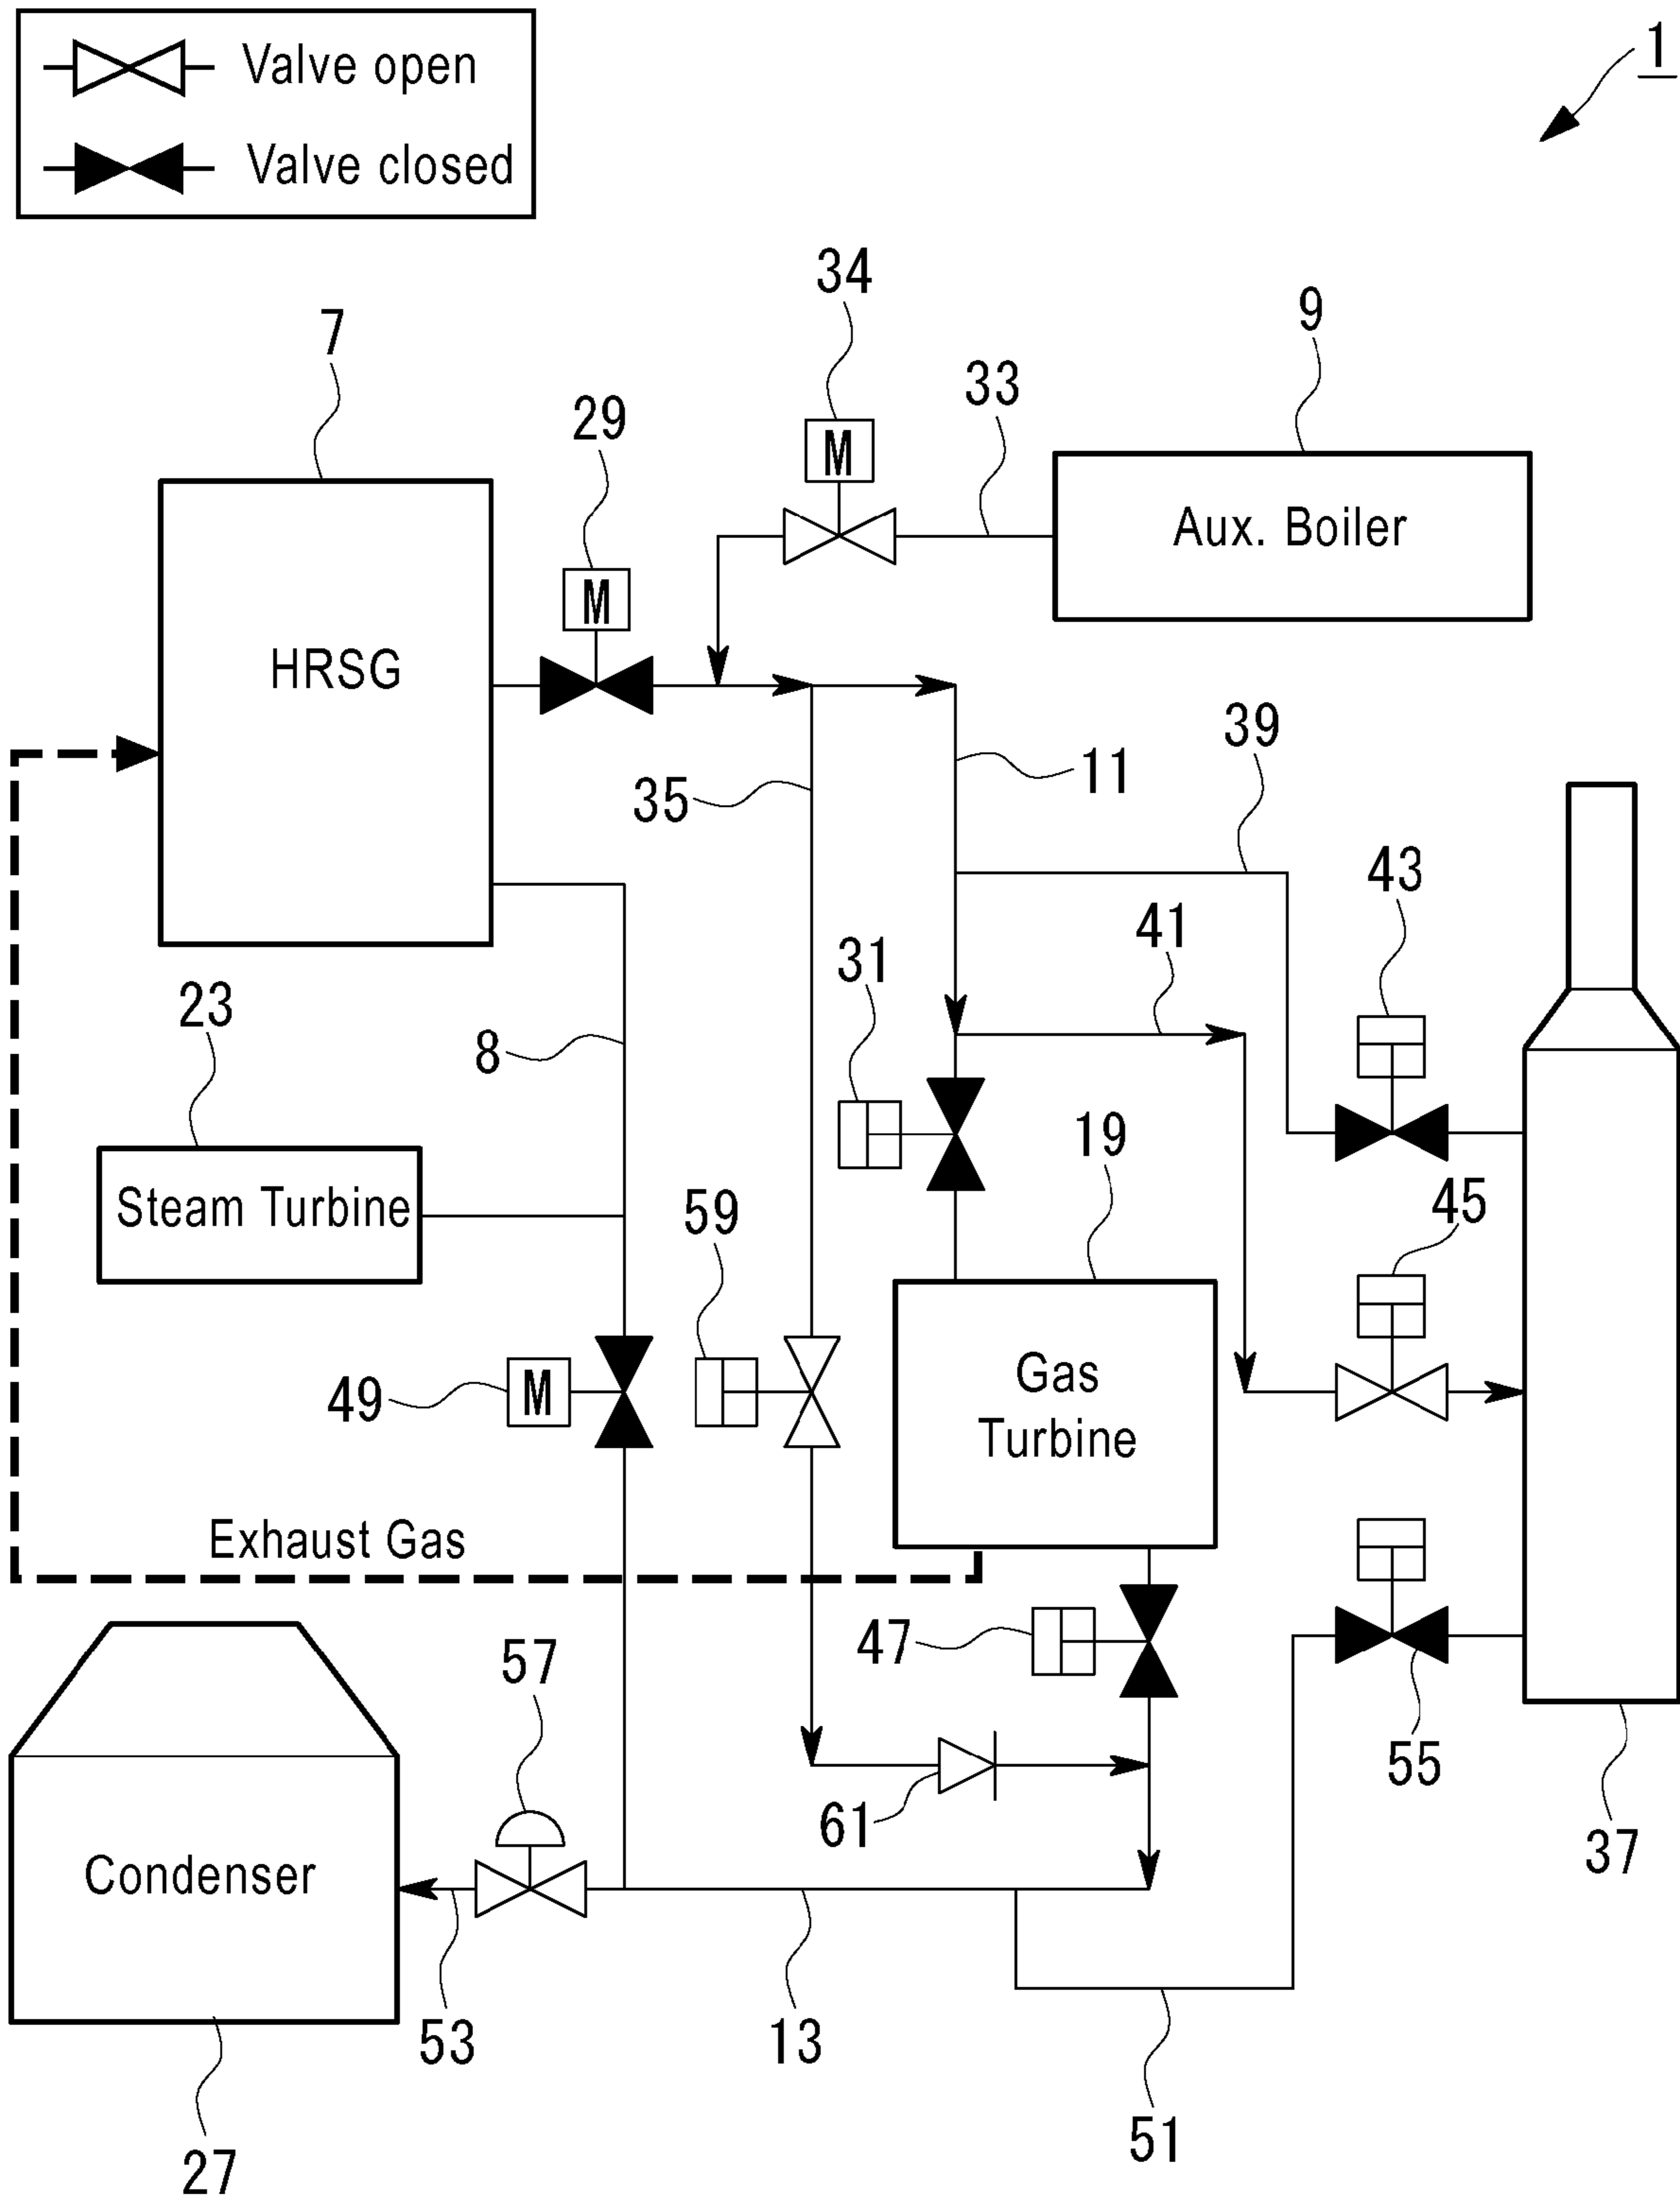 Valve open
1
Valve closed
34
9
7
33
29
M
Aux. Boiler
M
HRSG
39
11
35
43
41
31
23
8
19
45
Steam Turbine
59
Gas
49
M
Turbine
Exhaust Gas
47
57
55
61
37
Condenser
53
13
51
27